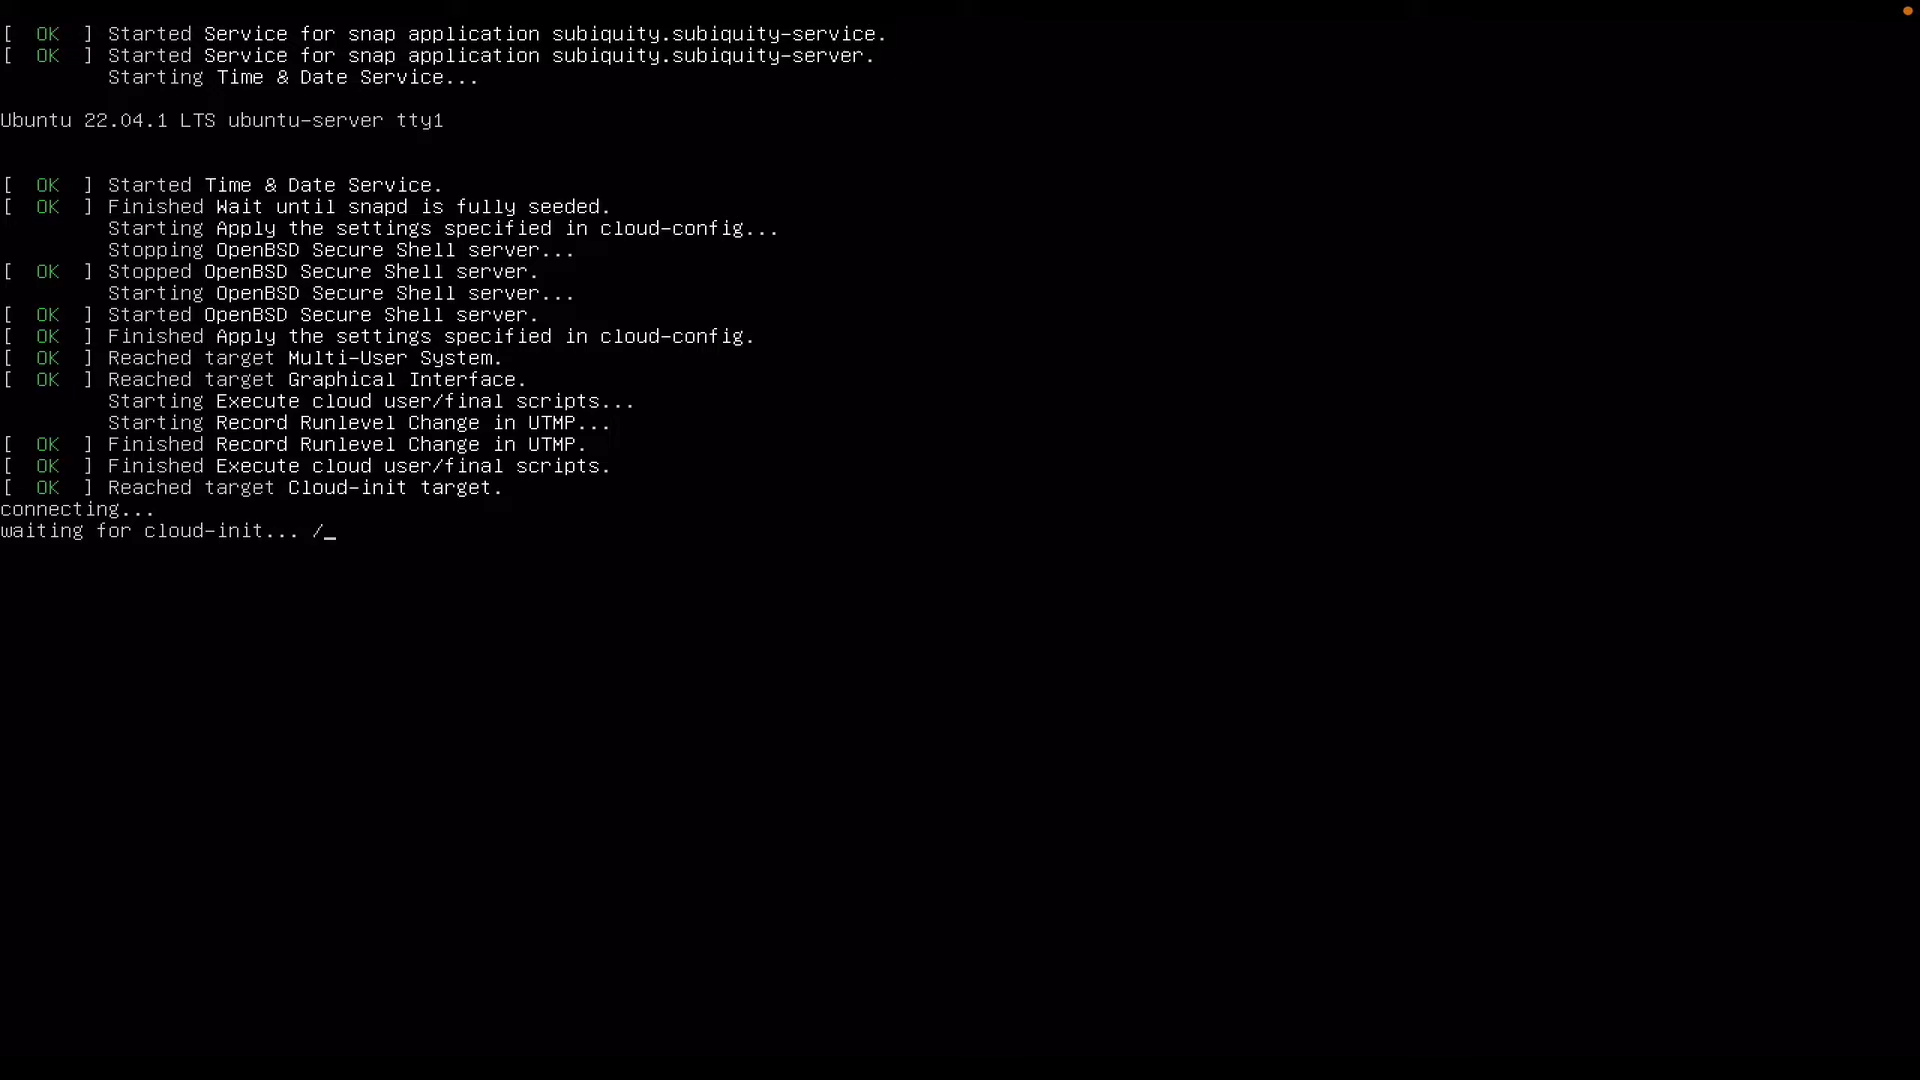 [  OK  ] Started Service for snap application subiquity.subiquity-service.
[  OK  ] Started Service for snap application subiquity.subiquity-server.
         Starting Time & Date Service...
Ubuntu 22.04.1 LTS ubuntu-server tty1
[  OK  ] Started Time & Date Service.
[  OK  ] Finished Wait until snapd is fully seeded.
         Starting Apply the settings specified in cloud-config...
         Stopping OpenBSD Secure Shell server...
[  OK  ] Stopped OpenBSD Secure Shell server.
         Starting OpenBSD Secure Shell server...
[  OK  ] Started OpenBSD Secure Shell server.
[  OK  ] Finished Apply the settings specified in cloud-config.
[  OK  ] Reached target Multi-User System.
[  OK  ] Reached target Graphical Interface.
         Starting Execute cloud user/final scripts...
         Starting Record Runlevel Change in UTMP...
[  OK  ] Finished Record Runlevel Change in UTMP.
[  OK  ] Finished Execute cloud user/final scripts.
[  OK  ] Reached target Cloud-init target.
connecting...
waiting for cloud-init... /_